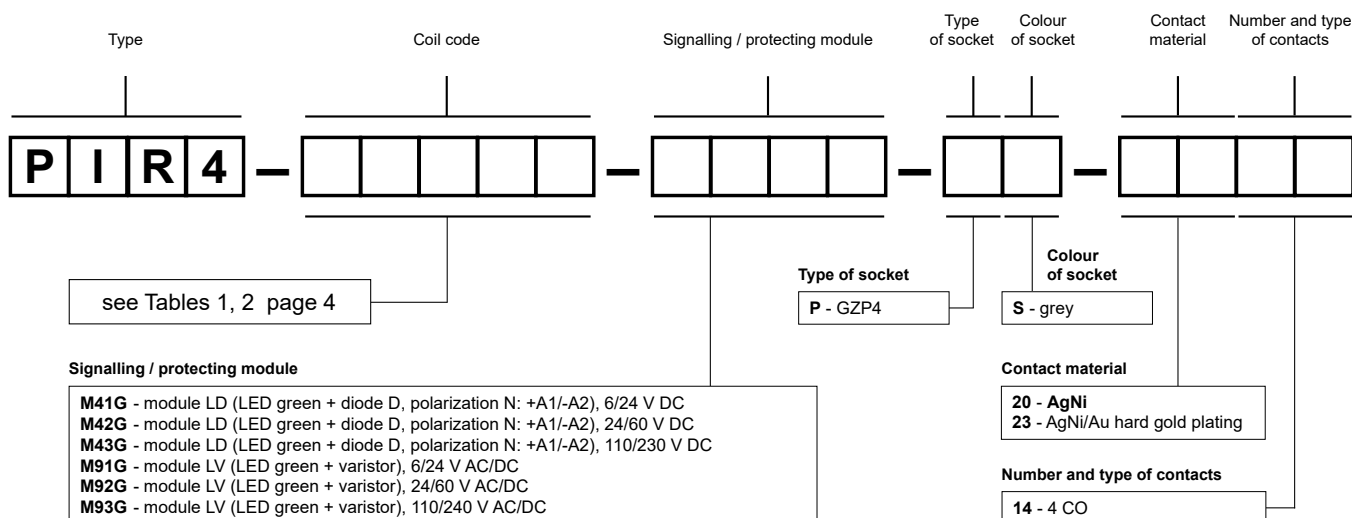 Type
Coil code
Signalling / protecting module
Type
of socket
Colour
of socket
Contact
material
Number and type
of contacts
P I R 4 – – – –
see Tables 1, 2 page 4
Type of socket
P - GZP4
Colour
of socket
S - grey
Signalling / protecting module
M41G - module LD (LED green + diode D, polarization N: +A1/-A2), 6/24 V DC
M42G - module LD (LED green + diode D, polarization N: +A1/-A2), 24/60 V DC
M43G - module LD (LED green + diode D, polarization N: +A1/-A2), 110/230 V DC
M91G - module LV (LED green + varistor), 6/24 V AC/DC
M92G - module LV (LED green + varistor), 24/60 V AC/DC
M93G - module LV (LED green + varistor), 110/240 V AC/DC
Contact material
20 - AgNi
23 - AgNi/Au hard gold plating
Number and type of contacts
14 - 4 CO